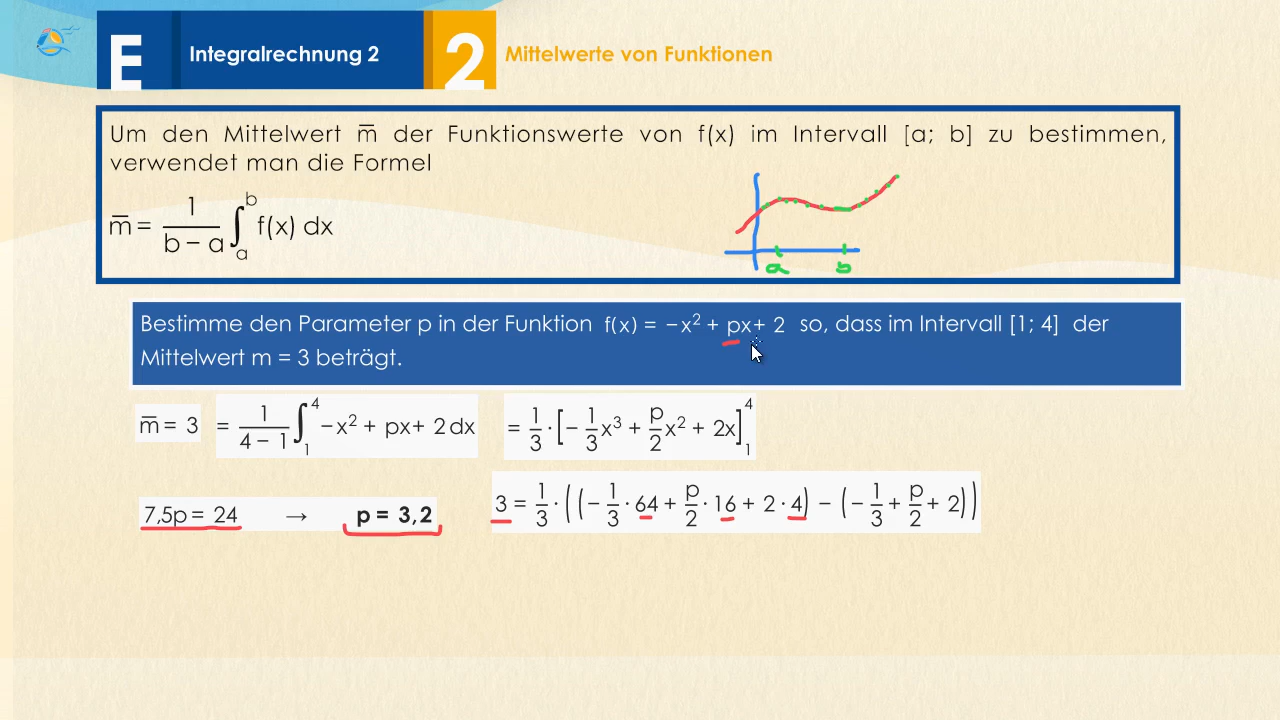 E Integralrechnung 2 2 Mittelwerte von Funktionen
Um den Mittelwert m̅ der Funktionswerte von f(x) im Intervall [a; b] zu bestimmen,
verwendet man die Formel
m̅ = 1/(b − a) ∫_a^b f(x) dx
a b
Bestimme den Parameter p in der Funktion f(x) = −x² + px + 2 so, dass im Intervall [1; 4] der
Mittelwert m = 3 beträgt.
m̅ = 3 = 1/(4 − 1) ∫_1^4 −x² + px + 2 dx = 1/3 · [−1/3 x³ + p/2 x² + 2x]_1^4
3 = 1/3 · ((−1/3 · 64 + p/2 · 16 + 2 · 4) − (−1/3 + p/2 + 2))
7,5p = 24 → p = 3,2